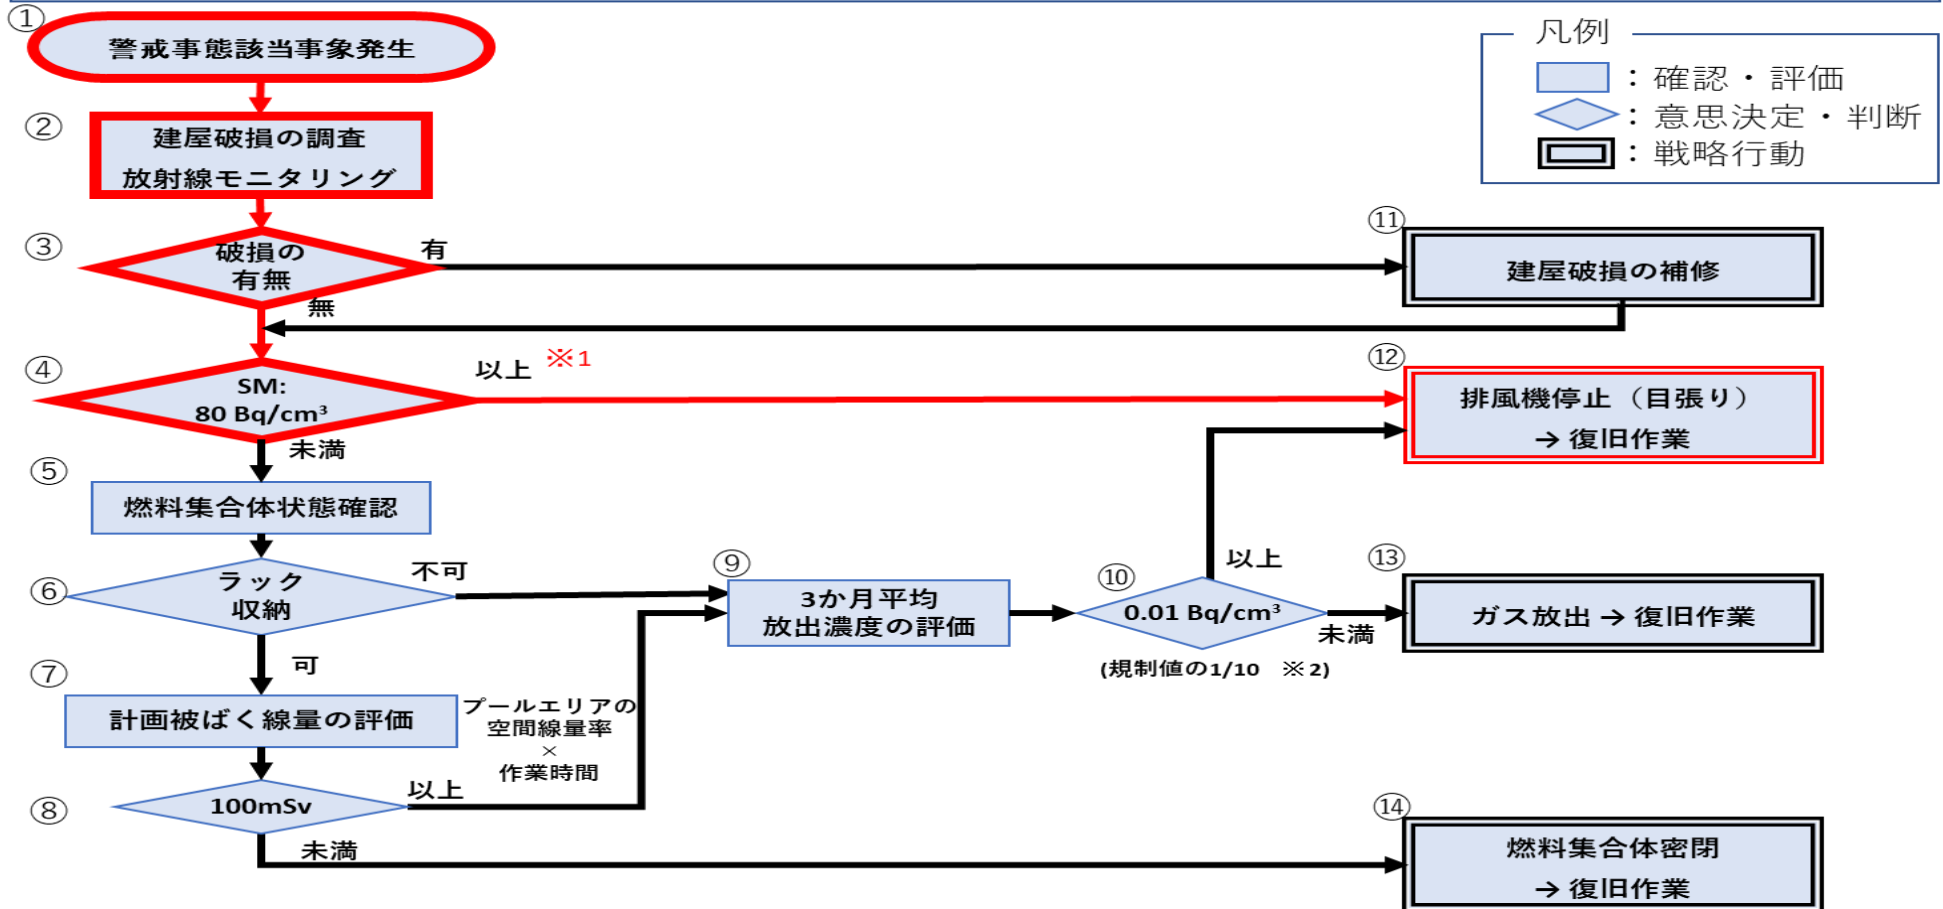 ①
警戒事態該当事象発生
凡例
：確認・評価
：意思決定・判断
：戦略行動
②
建屋破損の調査
放射線モニタリング
③
破損の
有無
有
無
⑪
建屋破損の補修
④
SM:
80 Bq/cm³
以上 ※1
未満
⑫
排風機停止（目張り）
→ 復旧作業
⑤
燃料集合体状態確認
⑥
ラック
収納
不可
可
⑨
3か月平均
放出濃度の評価
⑩
0.01 Bq/cm³
以上
未満
(規制値の1/10 ※2)
⑬
ガス放出 → 復旧作業
⑦
計画被ばく線量の評価
プールエリアの
空間線量率
×
作業時間
⑧
100mSv
以上
未満
⑭
燃料集合体密閉
→ 復旧作業